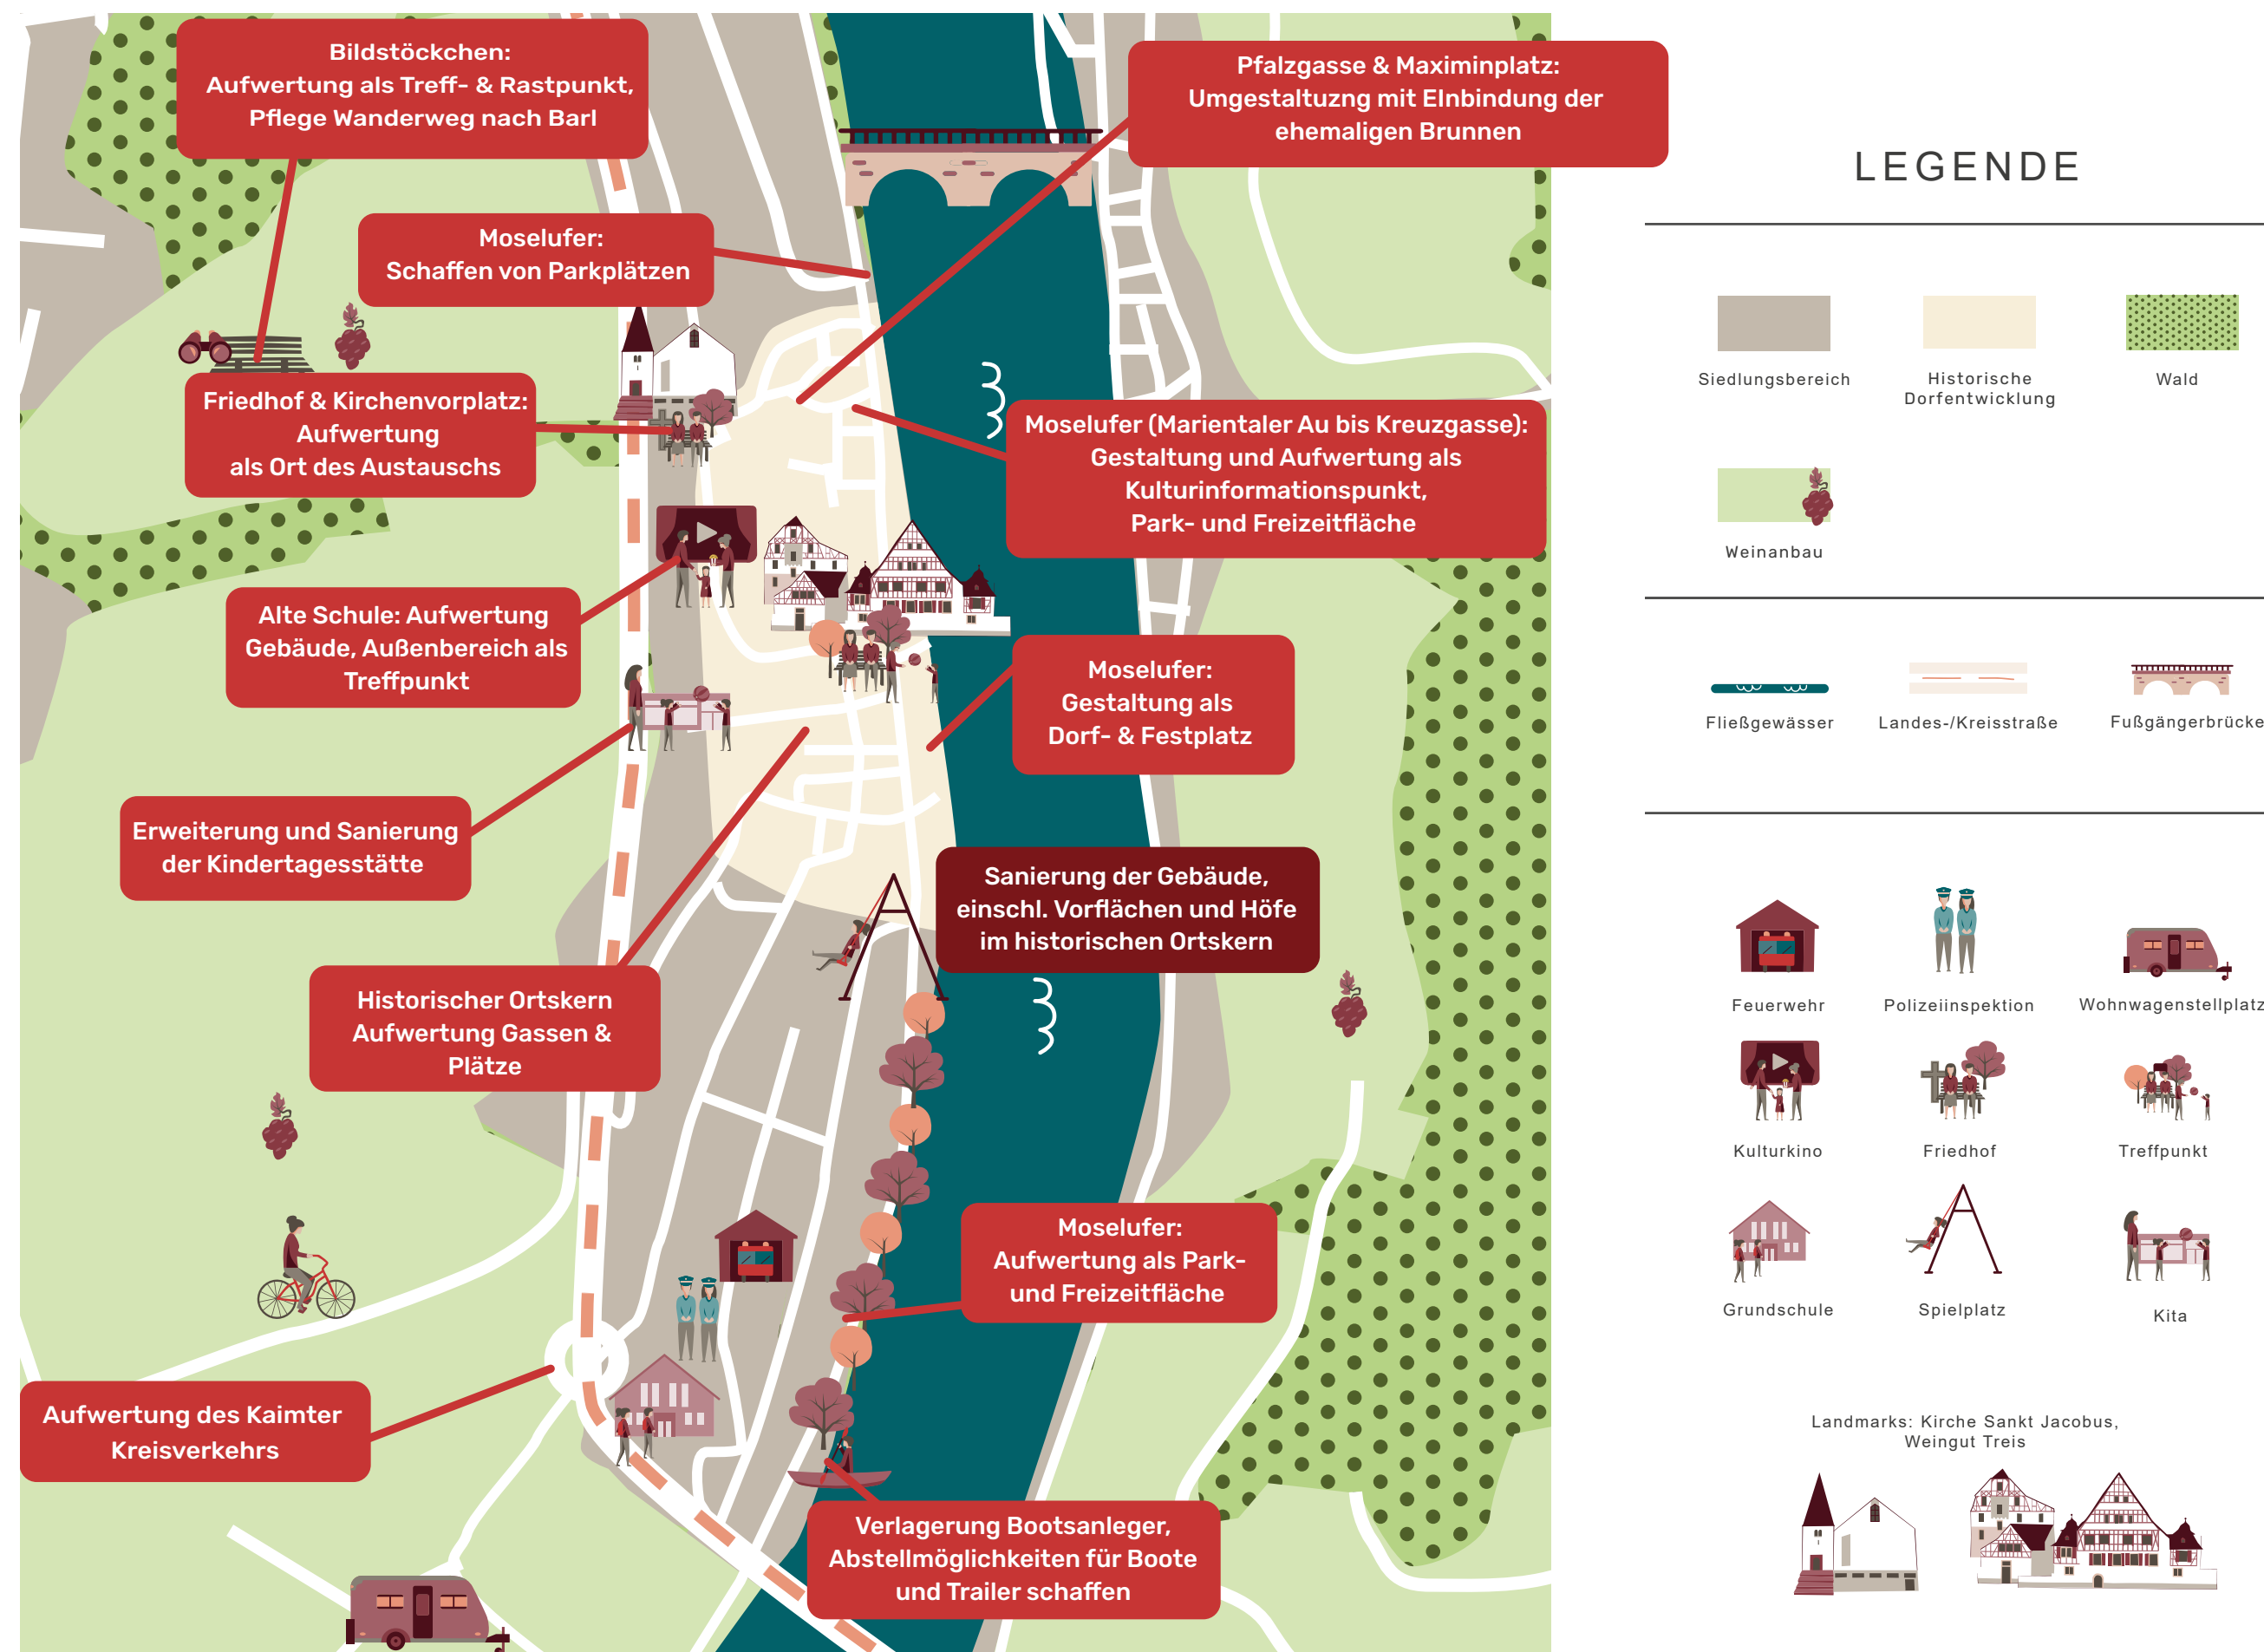 Bildstöckchen:
Aufwertung als Treff- & Rastpunkt,
Pflege Wanderweg nach Barl
Pfalzgasse & Maximinplatz:
Umgestaltuzng mit EInbindung der
ehemaligen Brunnen
Moselufer:
Schaffen von Parkplätzen
Friedhof & Kirchenvorplatz:
Aufwertung
als Ort des Austauschs
Moselufer (Marientaler Au bis Kreuzgasse):
Gestaltung und Aufwertung als
Kulturinformationspunkt,
Park- und Freizeitfläche
Alte Schule: Aufwertung
Gebäude, Außenbereich als
Treffpunkt
Moselufer:
Gestaltung als
Dorf- & Festplatz
Erweiterung und Sanierung
der Kindertagesstätte
Sanierung der Gebäude,
einschl. Vorflächen und Höfe
im historischen Ortskern
Historischer Ortskern
Aufwertung Gassen &
Plätze
Moselufer:
Aufwertung als Park-
und Freizeitfläche
Aufwertung des Kaimter
Kreisverkehrs
Verlagerung Bootsanleger,
Abstellmöglichkeiten für Boote
und Trailer schaffen
LEGENDE
Siedlungsbereich
Historische
Dorfentwicklung
Wald
Weinanbau
Fließgewässer
Landes-/Kreisstraße
Fußgängerbrücke
Feuerwehr
Polizeiinspektion
Wohnwagenstellplatz
Kulturkino
Friedhof
Treffpunkt
Grundschule
Spielplatz
Kita
Landmarks: Kirche Sankt Jacobus,
Weingut Treis